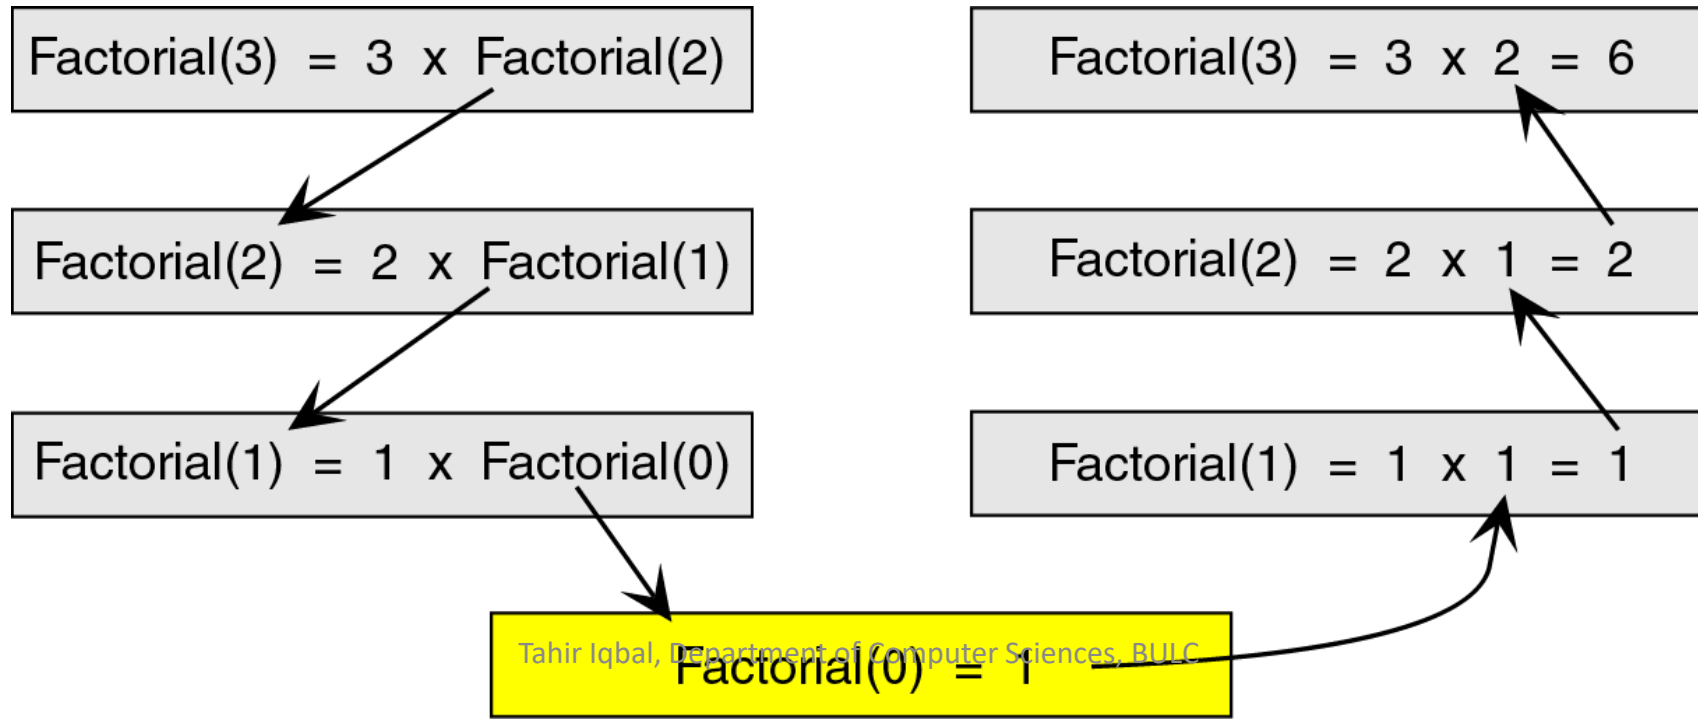 Factorial(3) = 3 x Factorial(2)
Factorial(2) = 2 x Factorial(1)
Factorial(1) = 1 x Factorial(0)
Tahir Iqbal, Department of Computer Sciences, BULC
Factorial(0) = 1
Factorial(1) = 1 x 1 = 1
Factorial(2) = 2 x 1 = 2
Factorial(3) = 3 x 2 = 6